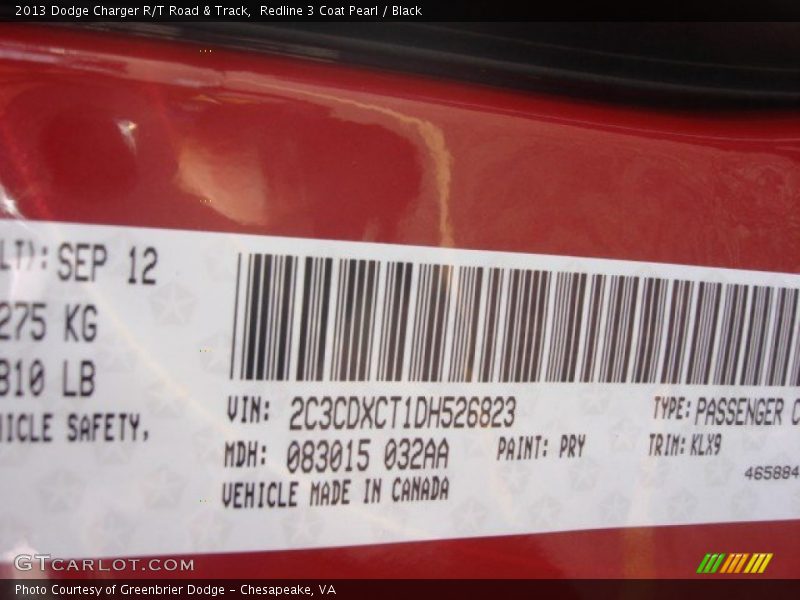 2013 Dodge Charger R/T Road & Track,  Redline 3 Coat Pearl / Black
LT): SEP 12
275 KG
810 LB
HICLE SAFETY,
VIN: 2C3CDXCT1DH526823
TYPE: PASSENGER C
MDH: 083015 032AA
PAINT: PRY
TRIM: KLX9
VEHICLE MADE IN CANADA
465884
GTCARLOT.COM
Photo Courtesy of Greenbrier Dodge – Chesapeake, VA